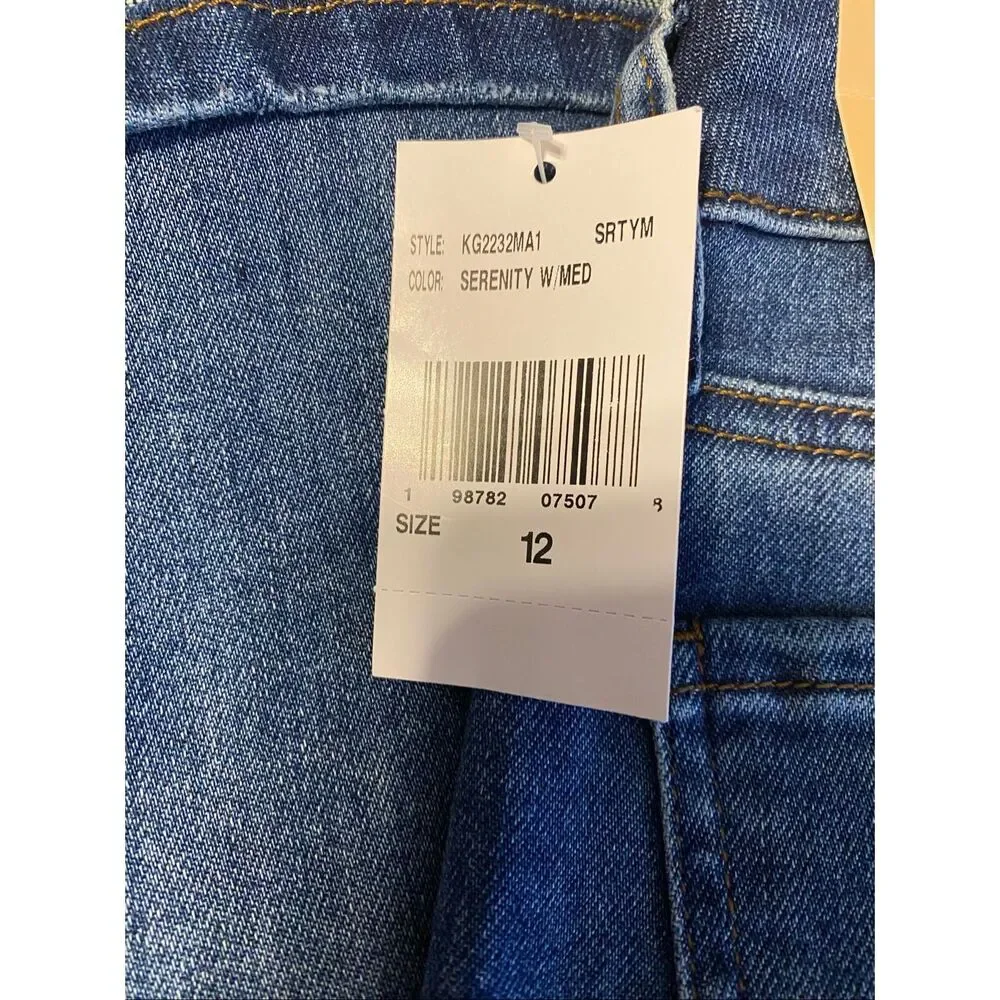 STYLE: KG2232MA1 SRTYM
COLOR: SERENITY W/MED
1 98782 07507 8
SIZE 12